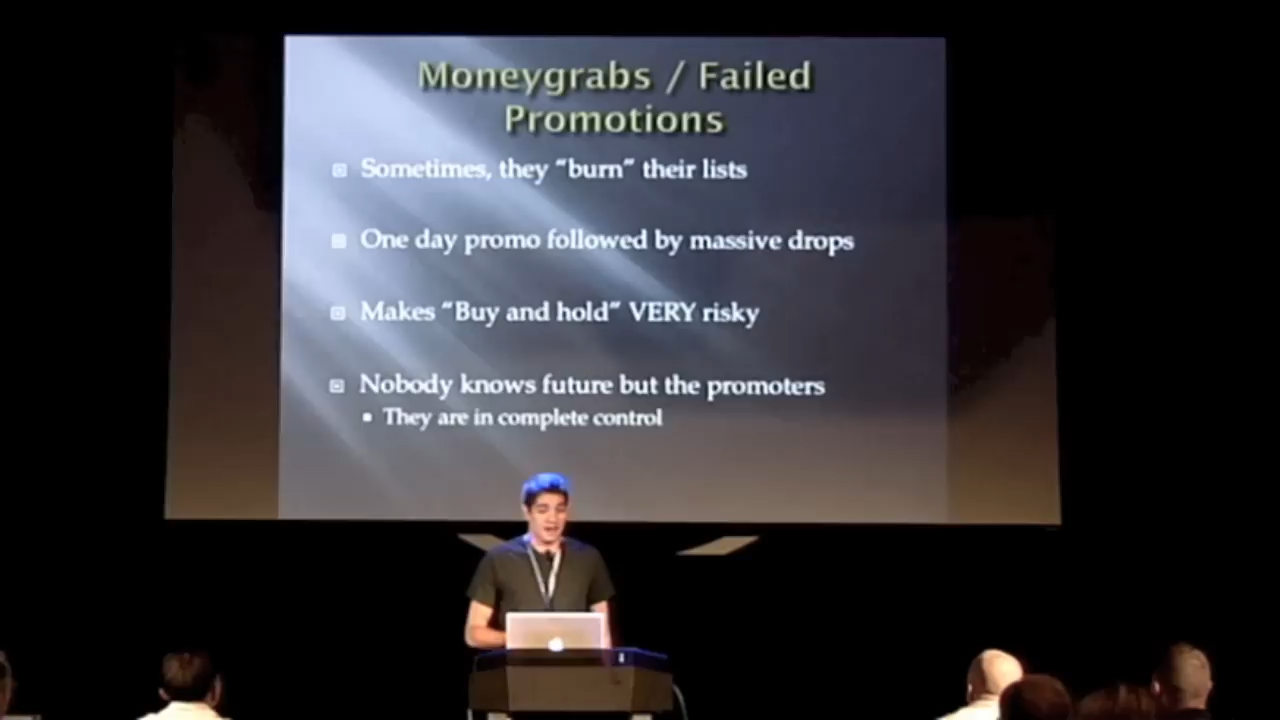 Moneygrabs / Failed
Promotions
Sometimes, they “burn” their lists
One day promo followed by massive drops
Makes “Buy and hold” VERY risky
Nobody knows future but the promoters
They are in complete control